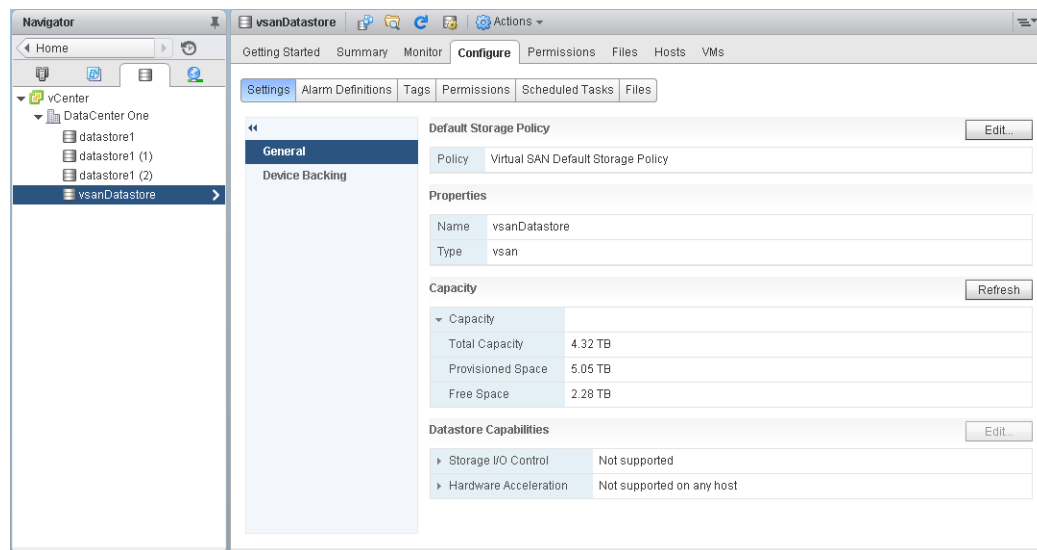 Navigator
Home
vCenter
DataCenter One
datastore1
datastore1 (1)
datastore1 (2)
vsanDatastore
vsanDatastore Actions
Getting Started Summary Monitor Configure Permissions Files Hosts VMs
Settings Alarm Definitions Tags Permissions Scheduled Tasks Files
General
Device Backing
Default Storage Policy Edit...
Policy Virtual SAN Default Storage Policy
Properties
Name vsanDatastore
Type vsan
Capacity Refresh
Capacity
Total Capacity 4.32 TB
Provisioned Space 5.05 TB
Free Space 2.28 TB
Datastore Capabilities Edit...
Storage I/O Control Not supported
Hardware Acceleration Not supported on any host